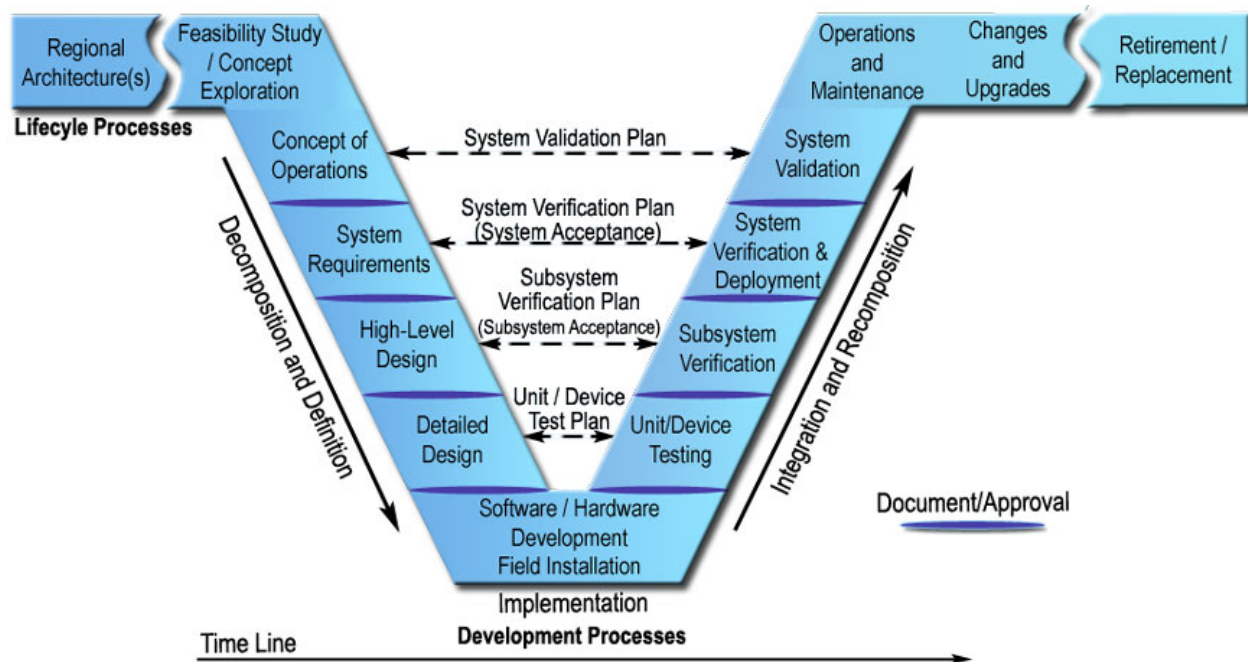 Regional
Architecture(s)
Feasibility Study
/ Concept
Exploration
Operations
and
Maintenance
Changes
and
Upgrades
Retirement /
Replacement
Lifecyle Processes
Concept of
Operations
System Validation Plan
System
Validation
System
Requirements
System Verification Plan
(System Acceptance)
System
Verification &
Deployment
High-Level
Design
Subsystem
Verification Plan
(Subsystem Acceptance)
Subsystem
Verification
Detailed
Design
Unit / Device
Test Plan
Unit/Device
Testing
Decomposition and Definition
Integration and Recomposition
Software / Hardware
Development
Field Installation
Document/Approval
Implementation
Development Processes
Time Line